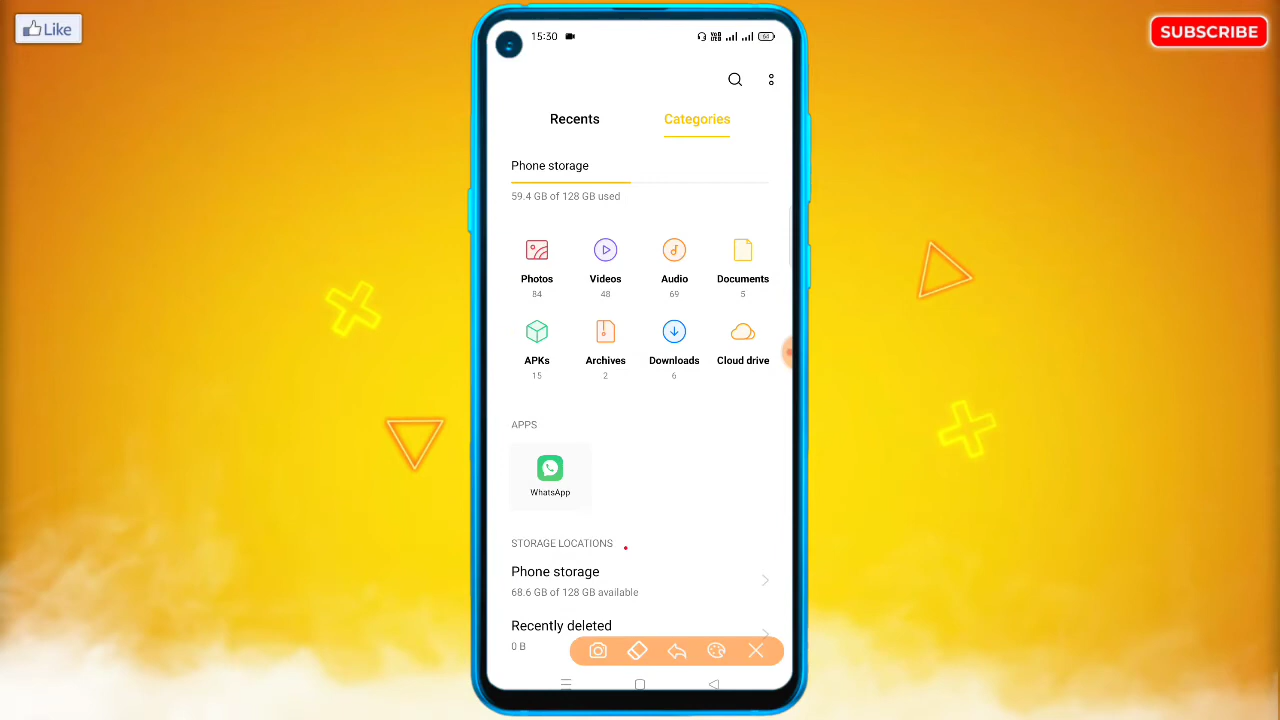 Like
SUBSCRIBE
15:30
64
Recents
Categories
Phone storage
59.4 GB of 128 GB used
Photos
Videos
Audio
Documents
84
48
69
5
APKs
Archives
Downloads
Cloud drive
15
2
6
APPS
WhatsApp
STORAGE LOCATIONS
Phone storage
68.6 GB of 128 GB available
Recently deleted
0 B